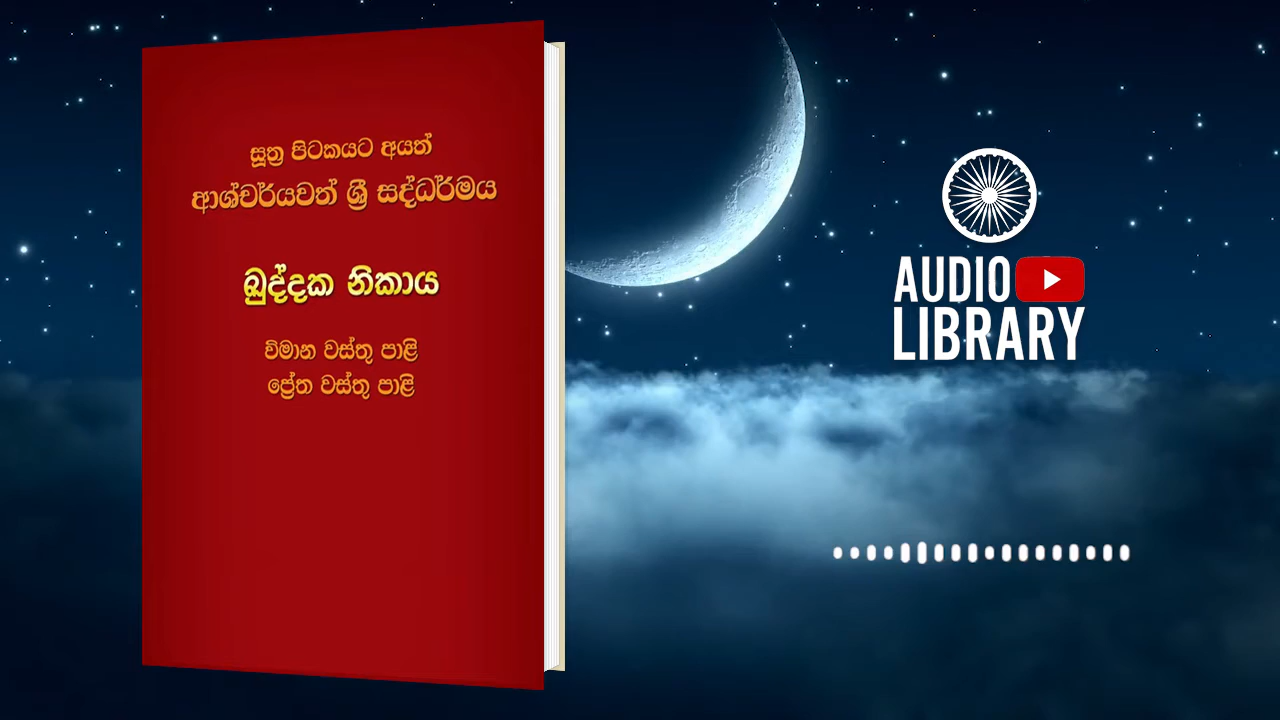 සූත්‍ර පිටකයට අයත්
ආශ්චර්යවත් ශ්‍රී සද්ධර්මය
ඛුද්දක නිකාය
විමාන වස්තු පාළි
ප්‍රේත වස්තු පාළි
AUDIO
LIBRARY